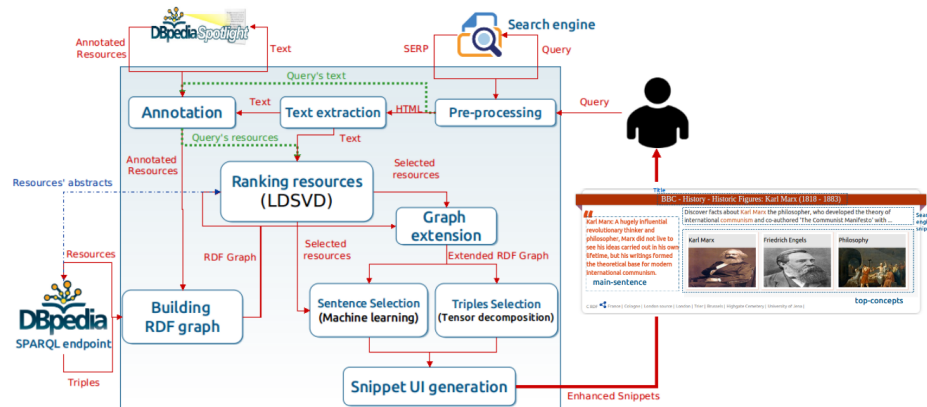 DBpedia Spotlight
Annotated
Resources
Text
Search engine
SERP
Query
Query's text
Annotation
Text
Text extraction
HTML
Pre-processing
Query
Query's resources
Text
Annotated
Resources
Selected
resources
Resources' abstracts
Ranking resources
(LDSVD)
Graph
extension
RDF Graph
Selected
resources
Extended RDF Graph
Resources
DBpedia
SPARQL endpoint
Triples
Building
RDF graph
Sentence Selection
(Machine learning)
Triples Selection
(Tensor decomposition)
Snippet UI generation
Enhanced Snippets
Title
BBC - History - Historic Figures: Karl Marx (1818 - 1883)
Karl Marx: A hugely influential
revolutionary thinker and
philosopher, Marx did not live to
see his ideas carried out in his own
lifetime, but his writings formed
the theoretical base for modern
international communism.
main-sentence
Discover facts about Karl Marx the philosopher, who developed the theory of
international communism and co-authored 'The Communist Manifesto' with ...
Sea
eng
snip
Karl Marx
Friedrich Engels
Philosophy
top-concepts